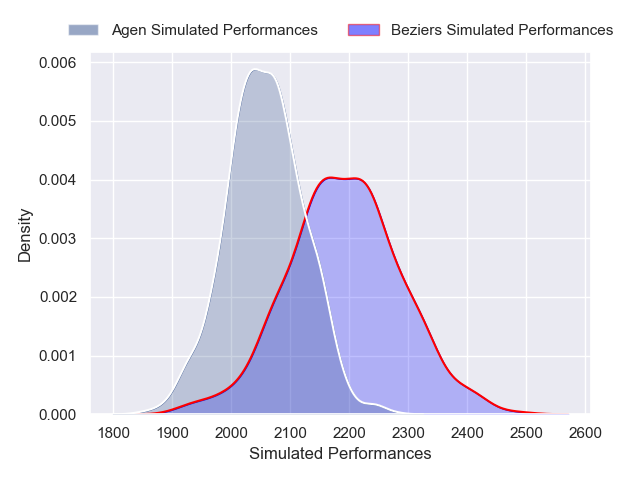 Agen Simulated Performances
Beziers Simulated Performances
0.006
0.005
0.004
0.003
0.002
0.001
0.000
Density
1800 1900 2000 2100 2200 2300 2400 2500 2600
Simulated Performances